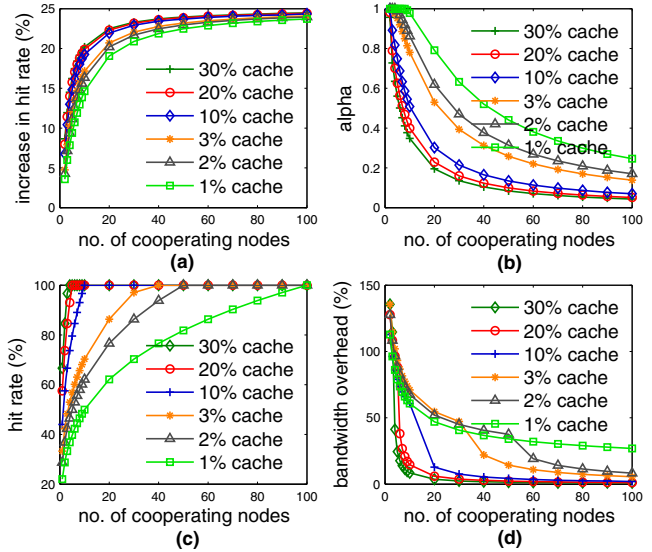 increase in hit rate (%)
25
20
15
10
5
0
0
20
40
60
80
100
30% cache
20% cache
10% cache
3% cache
2% cache
1% cache
no. of cooperating nodes
(a)
alpha
1
0.8
0.6
0.4
0.2
0
20
40
60
80
100
30% cache
20% cache
10% cache
3% cache
2% cache
1% cache
no. of cooperating nodes
(b)
hit rate (%)
100
80
60
40
20
0
20
40
60
80
100
30% cache
20% cache
10% cache
3% cache
2% cache
1% cache
no. of cooperating nodes
(c)
bandwidth overhead (%)
150
100
50
0
0
20
40
60
80
100
30% cache
20% cache
10% cache
3% cache
2% cache
1% cache
no. of cooperating nodes
(d)